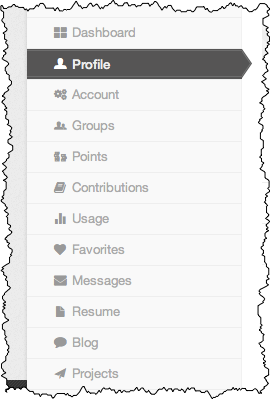 Dashboard
Profile
Account
Groups
Points
Contributions
Usage
Favorites
Messages
Resume
Blog
Projects